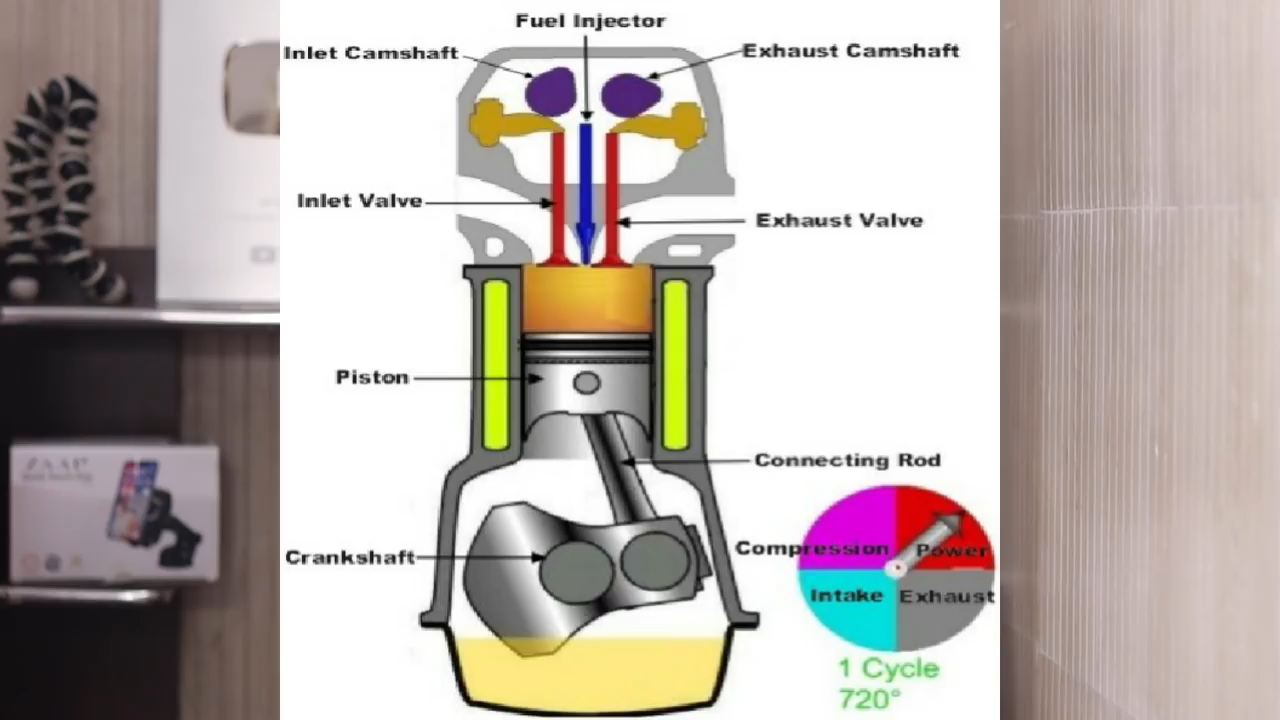 Fuel Injector
Inlet Camshaft
Exhaust Camshaft
Inlet Valve
Exhaust Valve
Piston
Connecting Rod
Crankshaft
Compression
Power
Intake
Exhaust
1 Cycle
720°